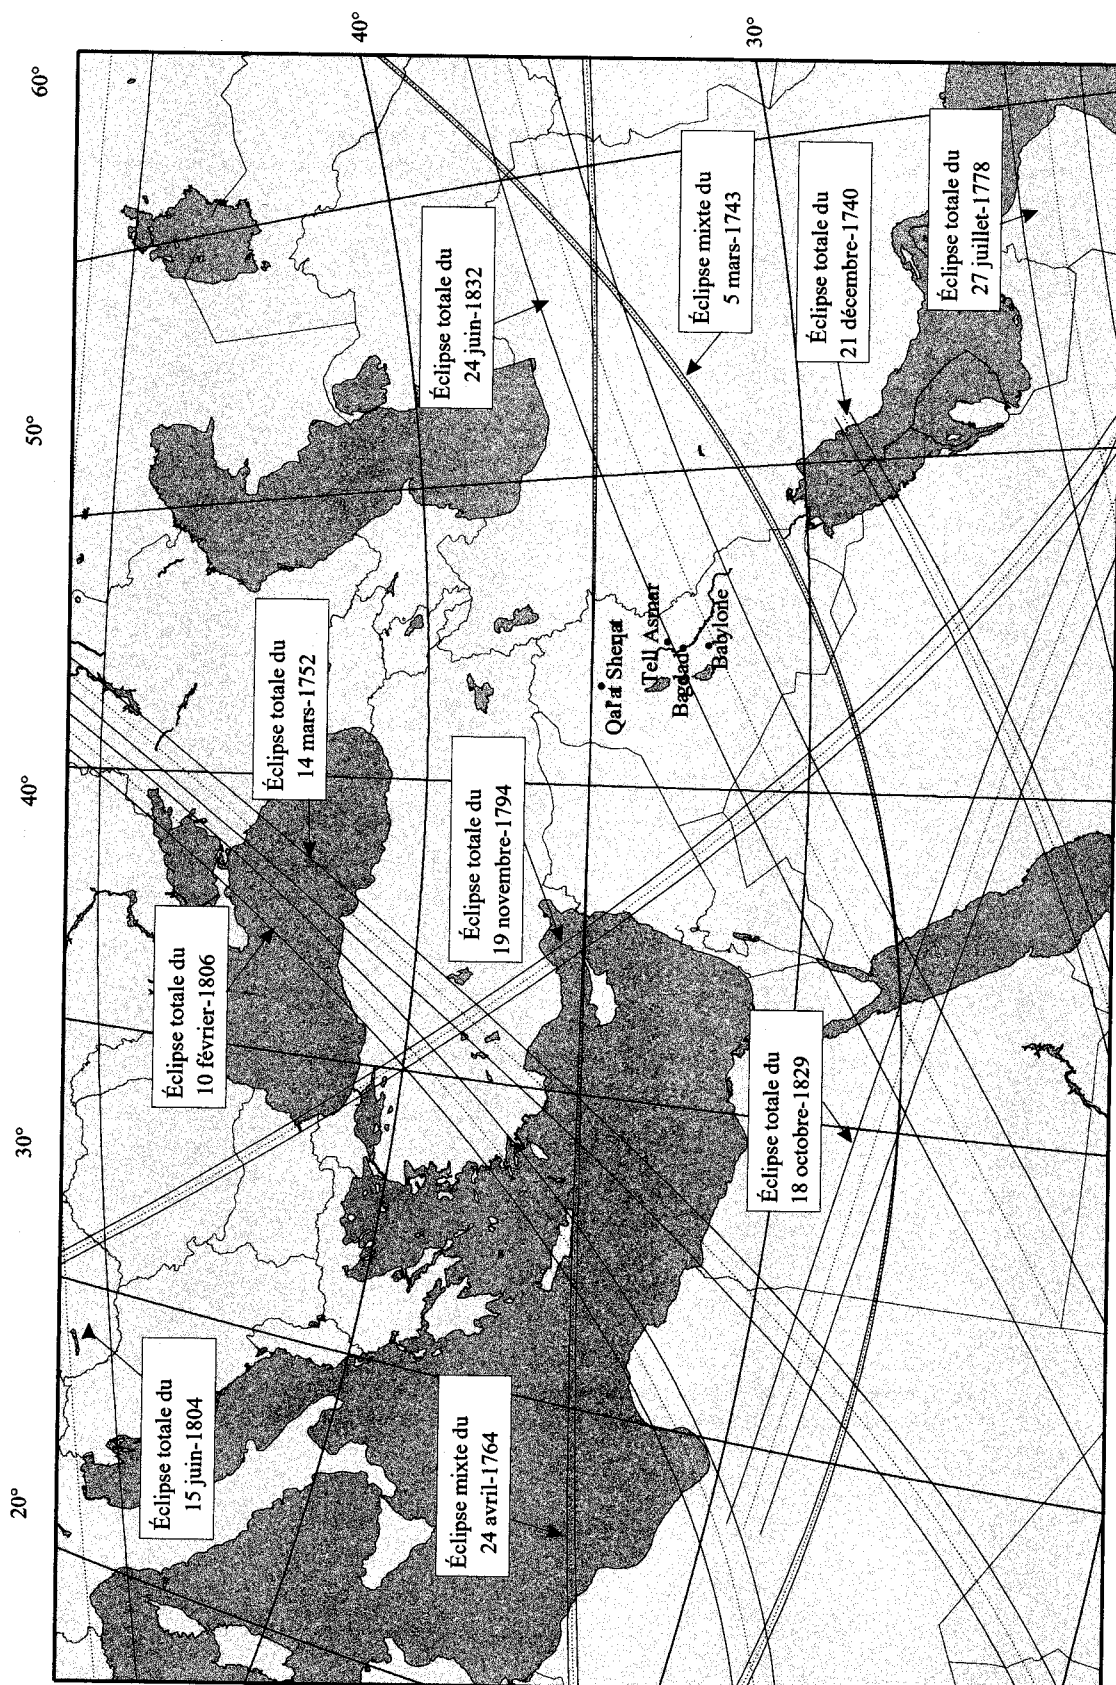 20°
30°
40°
50°
60°
Éclipse totale du
15 juin-1804
Éclipse totale du
10 février-1806
Éclipse totale du
14 mars-1752
40°
Éclipse mixte du
24 avril-1764
Éclipse totale du
19 novembre-1794
Éclipse totale du
24 juin-1832
Qal'at Sherqat
Tell Asmar
Bagdad
Babylone
Éclipse mixte du
5 mars-1743
30°
Éclipse totale du
18 octobre-1829
Éclipse totale du
21 décembre-1740
Éclipse totale du
27 juillet-1778